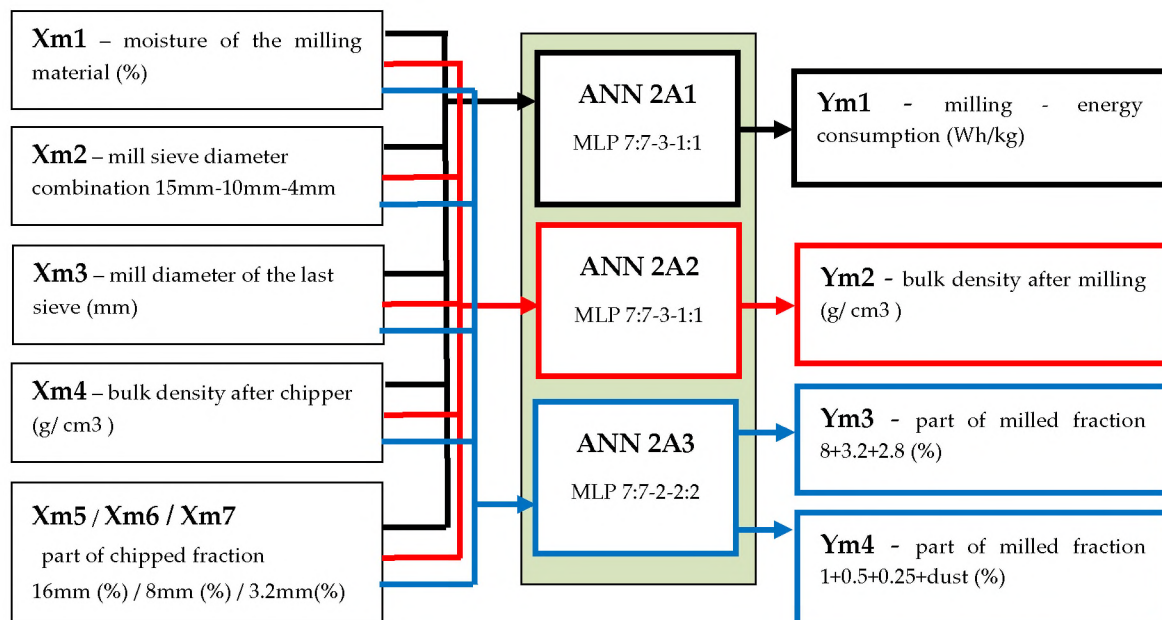 Xm1 – moisture of the milling
material (%)
Xm2 – mill sieve diameter
combination 15mm-10mm-4mm
Xm3 – mill diameter of the last
sieve (mm)
Xm4 – bulk density after chipper
(g/ cm3 )
Xm5 / Xm6 / Xm7
part of chipped fraction
16mm (%) / 8mm (%) / 3.2mm(%)
ANN 2A1
MLP 7:7-3-1:1
ANN 2A2
MLP 7:7-3-1:1
ANN 2A3
MLP 7:7-2-2:2
Ym1 - milling - energy
consumption (Wh/kg)
Ym2 - bulk density after milling
(g/ cm3 )
Ym3 - part of milled fraction
8+3.2+2.8 (%)
Ym4 - part of milled fraction
1+0.5+0.25+dust (%)